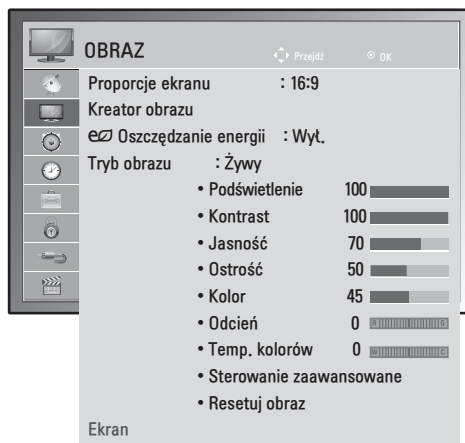 OBRAZ Przejdź OK
Proporcje ekranu : 16:9
Kreator obrazu
Oszczędzanie energii : Wył.
Tryb obrazu : Żywy
• Podświetlenie 100
• Kontrast 100
• Jasność 70
• Ostrość 50
• Kolor 45
• Odcień 0 R G
• Temp. kolorów 0 W C
• Sterowanie zaawansowane
• Resetuj obraz
Ekran